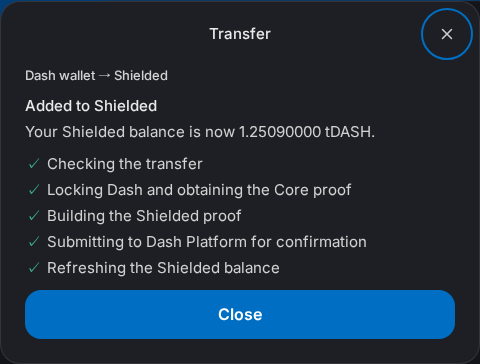 Transfer
Dash wallet → Shielded
Added to Shielded
Your Shielded balance is now 1.25090000 tDASH.
✓ Checking the transfer
✓ Locking Dash and obtaining the Core proof
✓ Building the Shielded proof
✓ Submitting to Dash Platform for confirmation
✓ Refreshing the Shielded balance
Close